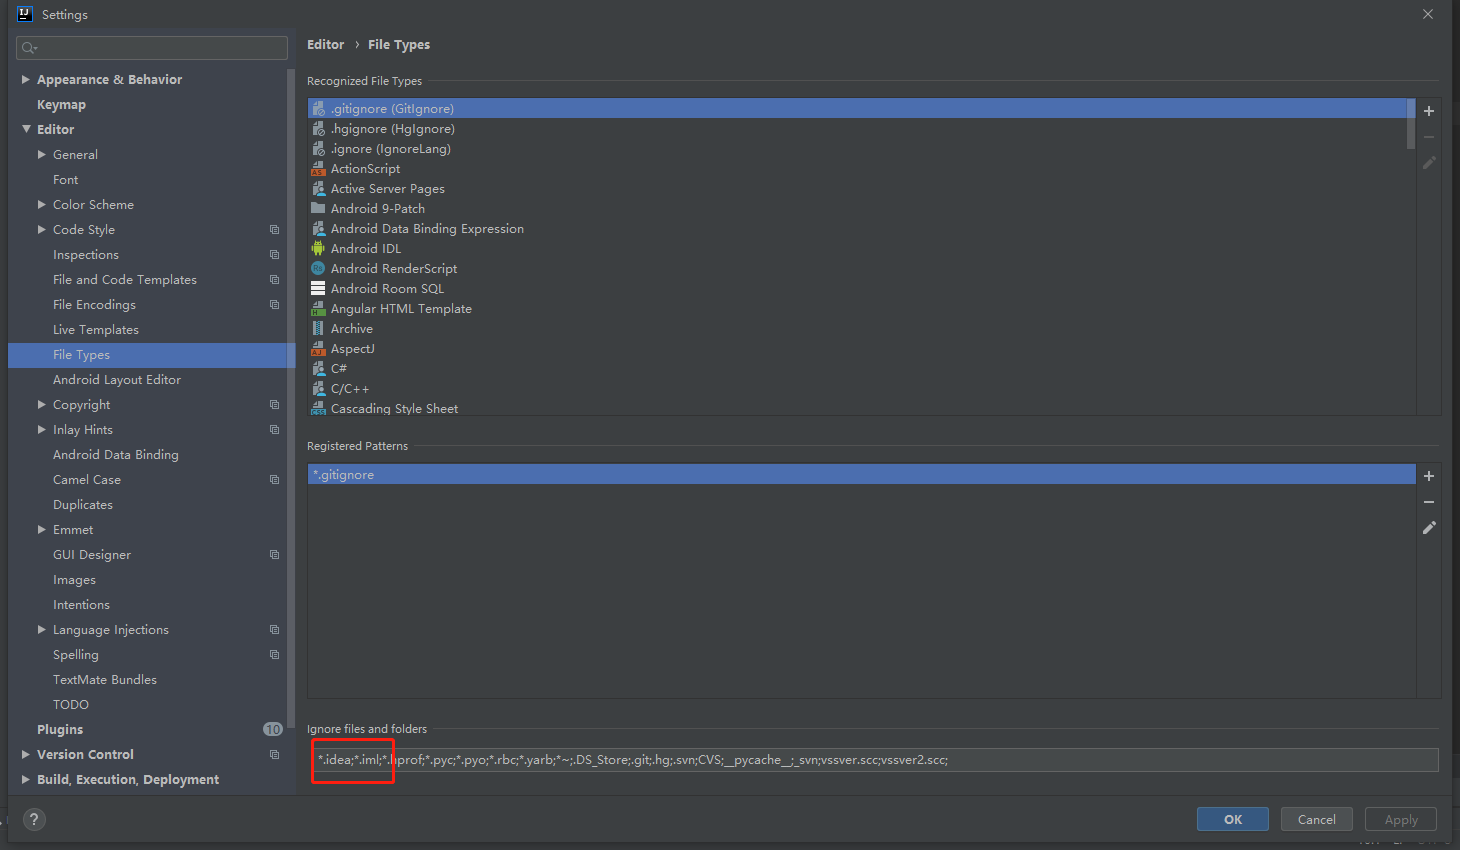 Settings
Editor › File Types
Appearance & Behavior
Keymap
Editor
General
Font
Color Scheme
Code Style
Inspections
File and Code Templates
File Encodings
Live Templates
File Types
Android Layout Editor
Copyright
Inlay Hints
Android Data Binding
Camel Case
Duplicates
Emmet
GUI Designer
Images
Intentions
Language Injections
Spelling
TextMate Bundles
TODO
Plugins 10
Version Control
Build, Execution, Deployment
Recognized File Types
.gitignore (GitIgnore)
.hgignore (HgIgnore)
.ignore (IgnoreLang)
ActionScript
Active Server Pages
Android 9-Patch
Android Data Binding Expression
Android IDL
Android RenderScript
Android Room SQL
Angular HTML Template
Archive
AspectJ
C#
C/C++
Cascading Style Sheet
Registered Patterns
*.gitignore
Ignore files and folders
*.idea;*.iml;*.hprof;*.pyc;*.pyo;*.rbc;*.yarb;*~;.DS_Store;.git;.hg;.svn;CVS;__pycache__;_svn;vssver.scc;vssver2.scc;
?
OK
Cancel
Apply